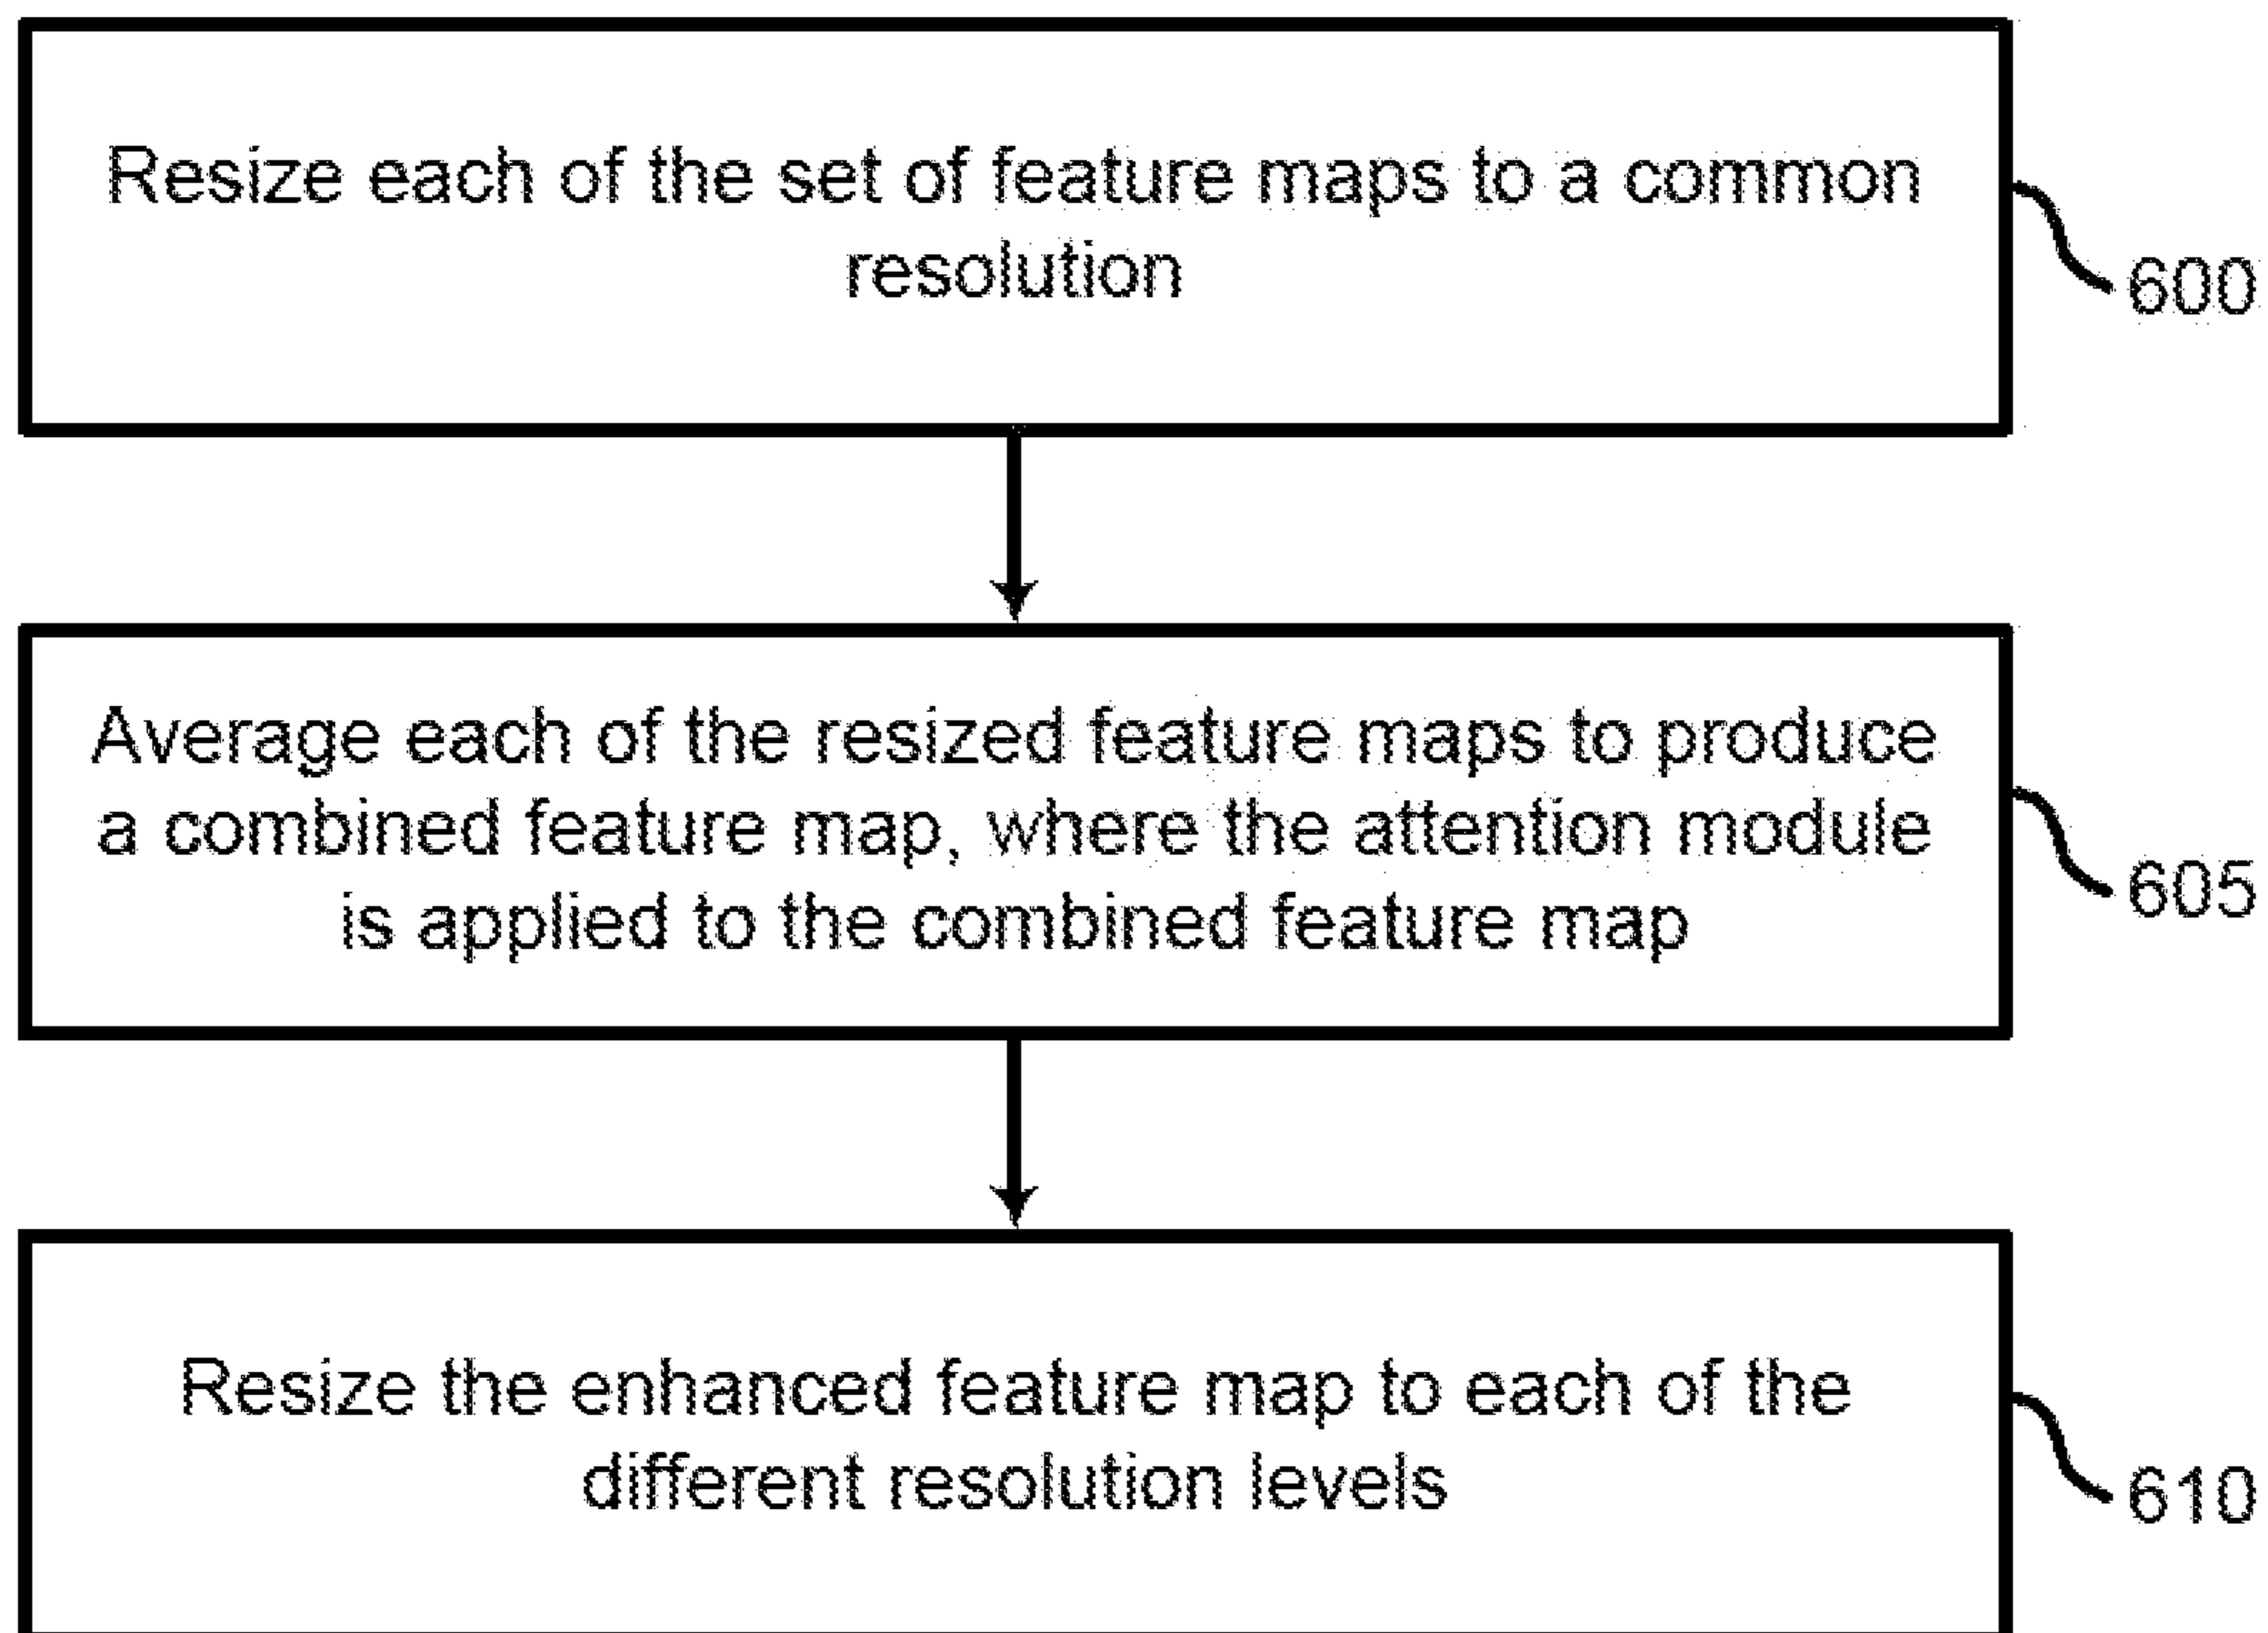 Resize each of the set of feature maps to a common
resolution
600
Average each of the resized feature maps to produce
a combined feature map, where the attention module
is applied to the combined feature map
605
Resize the enhanced feature map to each of the
different resolution levels
610